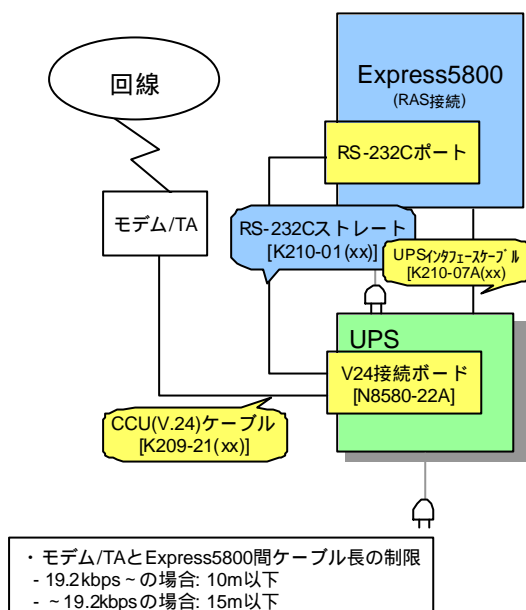 Express5800
(RAS接続)
回線
RS-232Cポート
モデム/TA
RS-232Cストレート
[K210-01(xx)]
UPSインタフェースケーブル
[K210-07A(xx)
UPS
V24接続ボード
[N8580-22A]
CCU(V.24)ケーブル
[K209-21(xx)]
・モデム/TAとExpress5800間ケーブル長の制限
- 19.2kbps ~ の場合: 10m以下
- ~ 19.2kbpsの場合: 15m以下